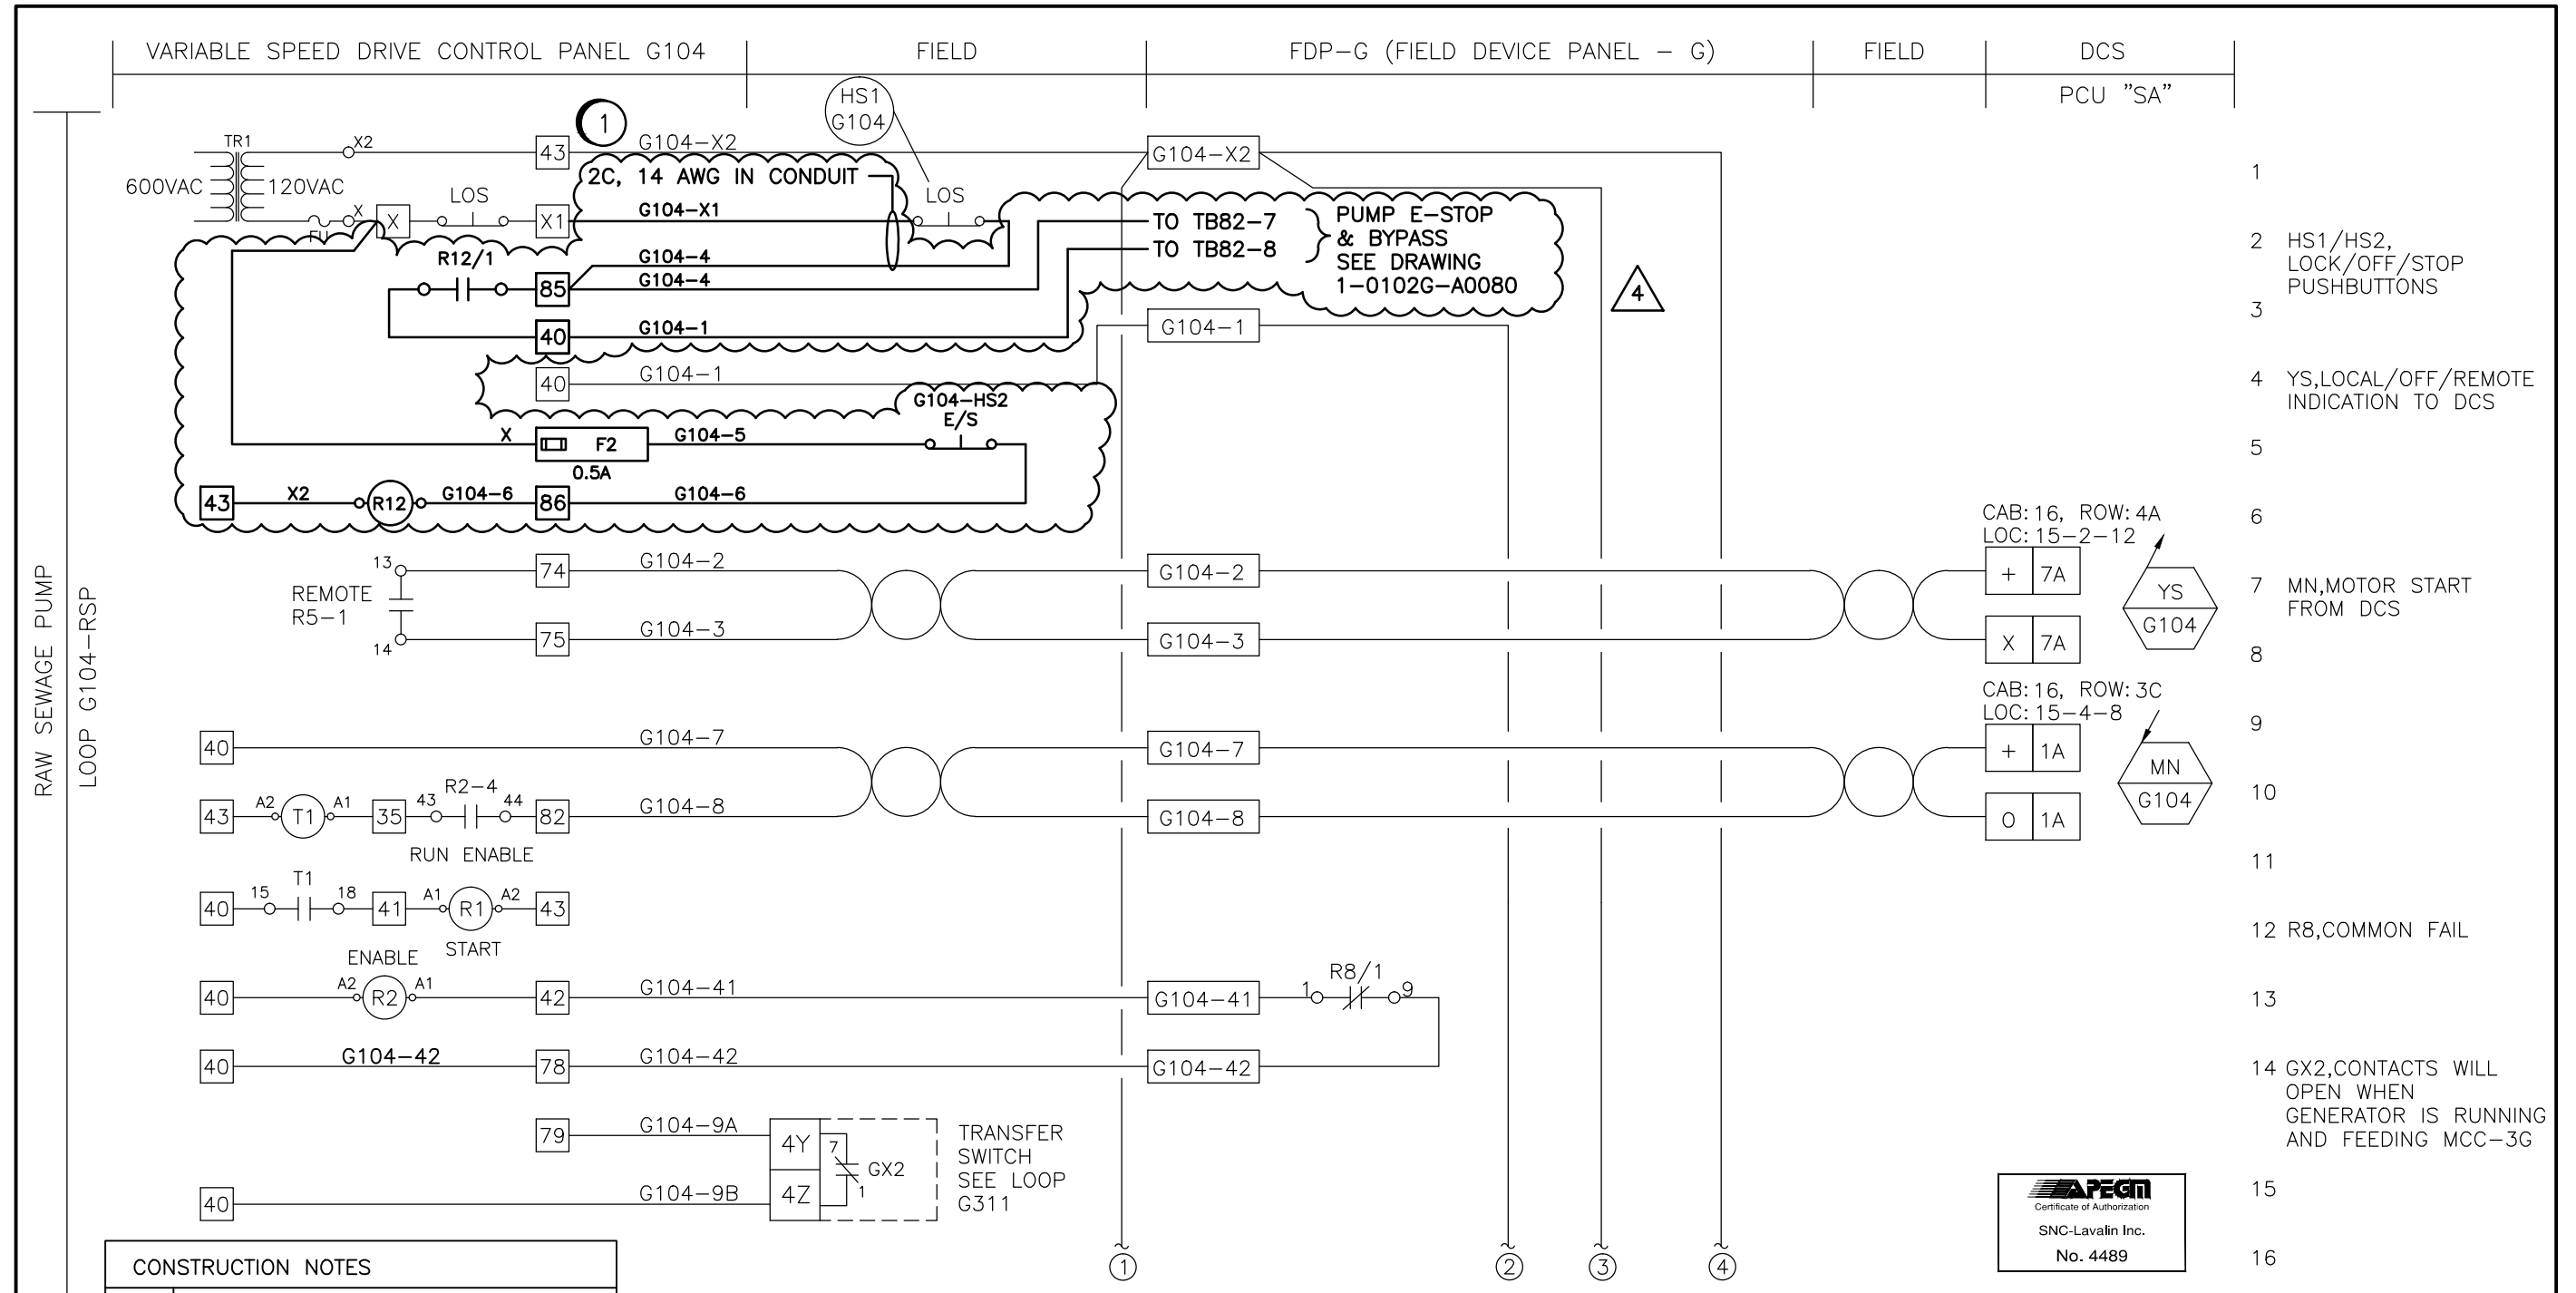 VARIABLE SPEED DRIVE CONTROL PANEL G104
FIELD
FDP-G (FIELD DEVICE PANEL - G)
FIELD
DCS
PCU "SA"
HS1
G104
1
TR1
X2
43
G104-X2
G104-X2
600VAC
120VAC
2C, 14 AWG IN CONDUIT
LOS
LOS
FU
X
X
X1
G104-X1
TO TB82-7
TO TB82-8
PUMP E-STOP
& BYPASS
SEE DRAWING
1-0102G-A0080
R12/1
G104-4
85
G104-4
4
40
G104-1
G104-1
40
G104-1
G104-HS2
E/S
X
F2
G104-5
0.5A
43
X2
R12
G104-6
86
G104-6
RAW SEWAGE PUMP
LOOP G104-RSP
REMOTE
R5-1
13
14
74
G104-2
G104-2
75
G104-3
G104-3
CAB: 16, ROW: 4A
LOC: 15-2-12
+ 7A
X 7A
YS
G104
40
G104-7
G104-7
CAB: 16, ROW: 3C
LOC: 15-4-8
+ 1A
O 1A
MN
G104
43
A2
T1
A1
35
43
R2-4
44
82
G104-8
G104-8
RUN ENABLE
40
15
T1
18
41
A1
R1
A2
43
START
ENABLE
40
A2
R2
A1
42
G104-41
G104-41
1
R8/1
9
40
G104-42
78
G104-42
G104-42
79
G104-9A
4Y
7
GX2
1
40
G104-9B
4Z
TRANSFER
SWITCH
SEE LOOP
G311
1
2
3
4
1
2 HS1/HS2,
LOCK/OFF/STOP
PUSHBUTTONS
3
4 YS,LOCAL/OFF/REMOTE
INDICATION TO DCS
5
6
7 MN,MOTOR START
FROM DCS
8
9
10
11
12 R8,COMMON FAIL
13
14 GX2,CONTACTS WILL
OPEN WHEN
GENERATOR IS RUNNING
AND FEEDING MCC-3G
15
16
APEGM
Certificate of Authorization
SNC-Lavalin Inc.
No. 4489
CONSTRUCTION NOTES